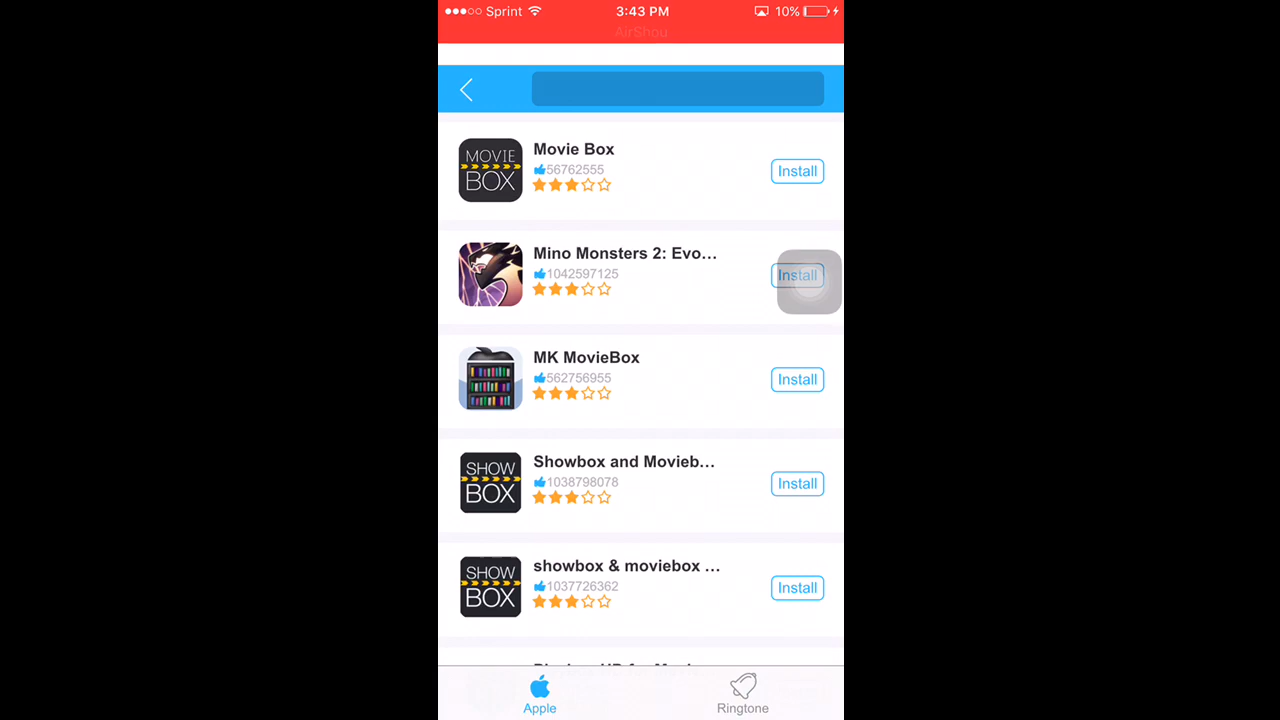 Sprint 3:43 PM 10%
AirShou
Movie Box
56762555
Install
MOVIE
BOX
Mino Monsters 2: Evo...
1042597125
Install
MK MovieBox
562756955
Install
Showbox and Movieb...
1038798078
Install
SHOW
BOX
showbox & moviebox ...
1037726362
Install
SHOW
BOX
Apple
Ringtone